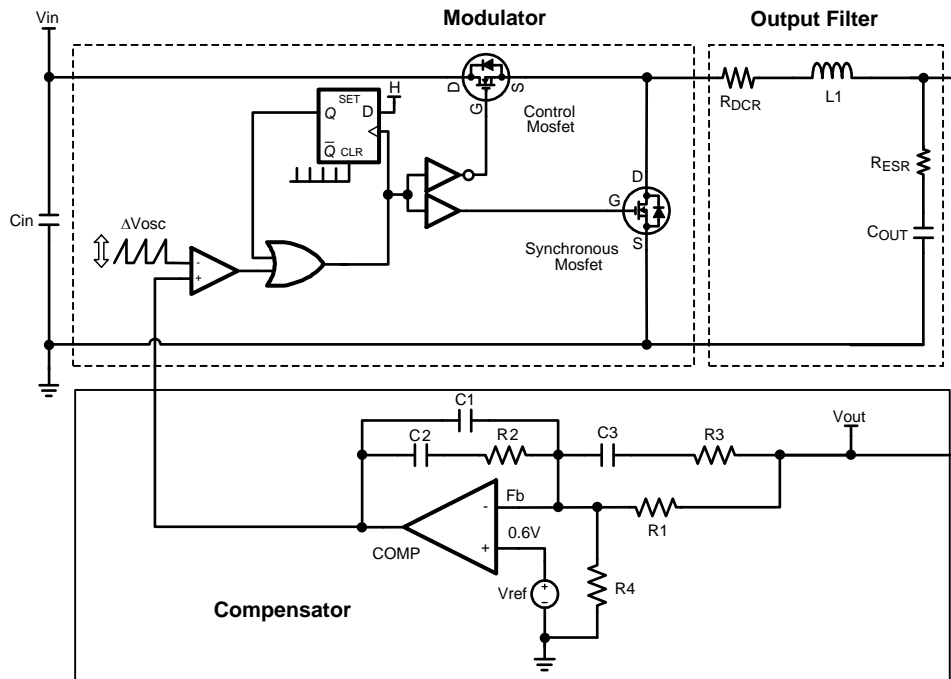 Modulator
Output Filter
Vin
D
S
G
Control
Mosfet
SET
Q
D
H
Q̅ CLR
RDCR
L1
RESR
COUT
D
G
S
Synchronous
Mosfet
Cin
ΔVosc
-
+
C1
C2
R2
C3
R3
Vout
Fb
-
0.6V
+
R1
COMP
Vref
+
−
R4
Compensator